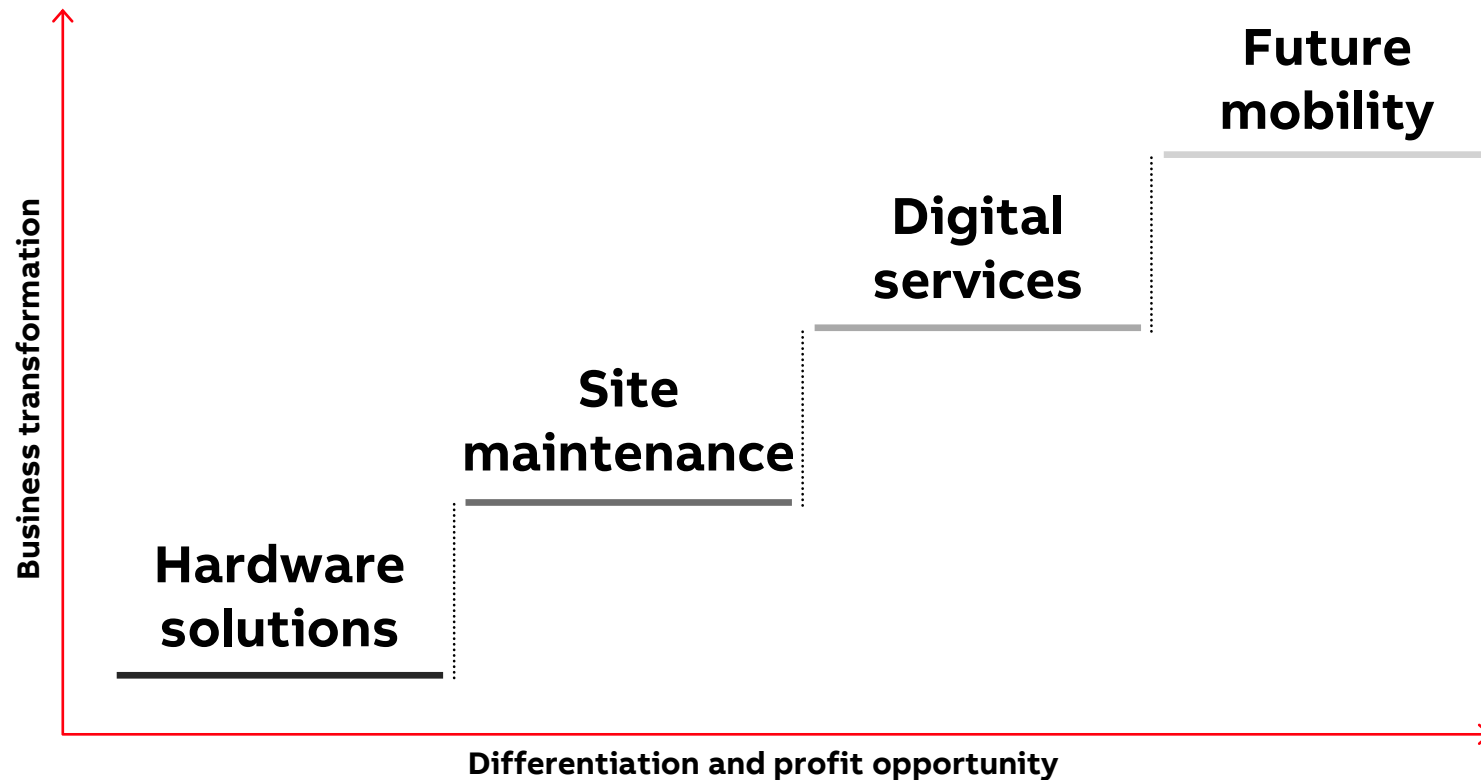 Future
mobility
Digital
services
Site
maintenance
Hardware
solutions
Business transformation
Differentiation and profit opportunity